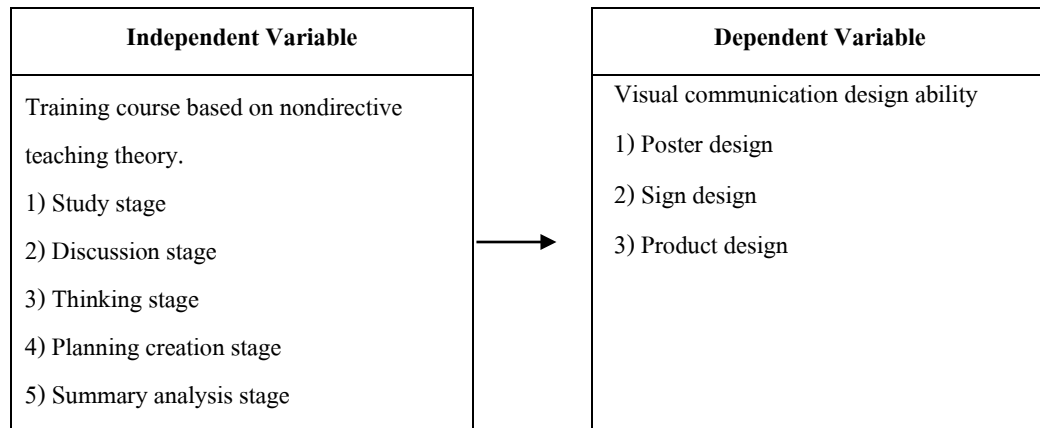 Independent Variable
Training course based on nondirective
teaching theory.
1) Study stage
2) Discussion stage
3) Thinking stage
4) Planning creation stage
5) Summary analysis stage
Dependent Variable
Visual communication design ability
1) Poster design
2) Sign design
3) Product design